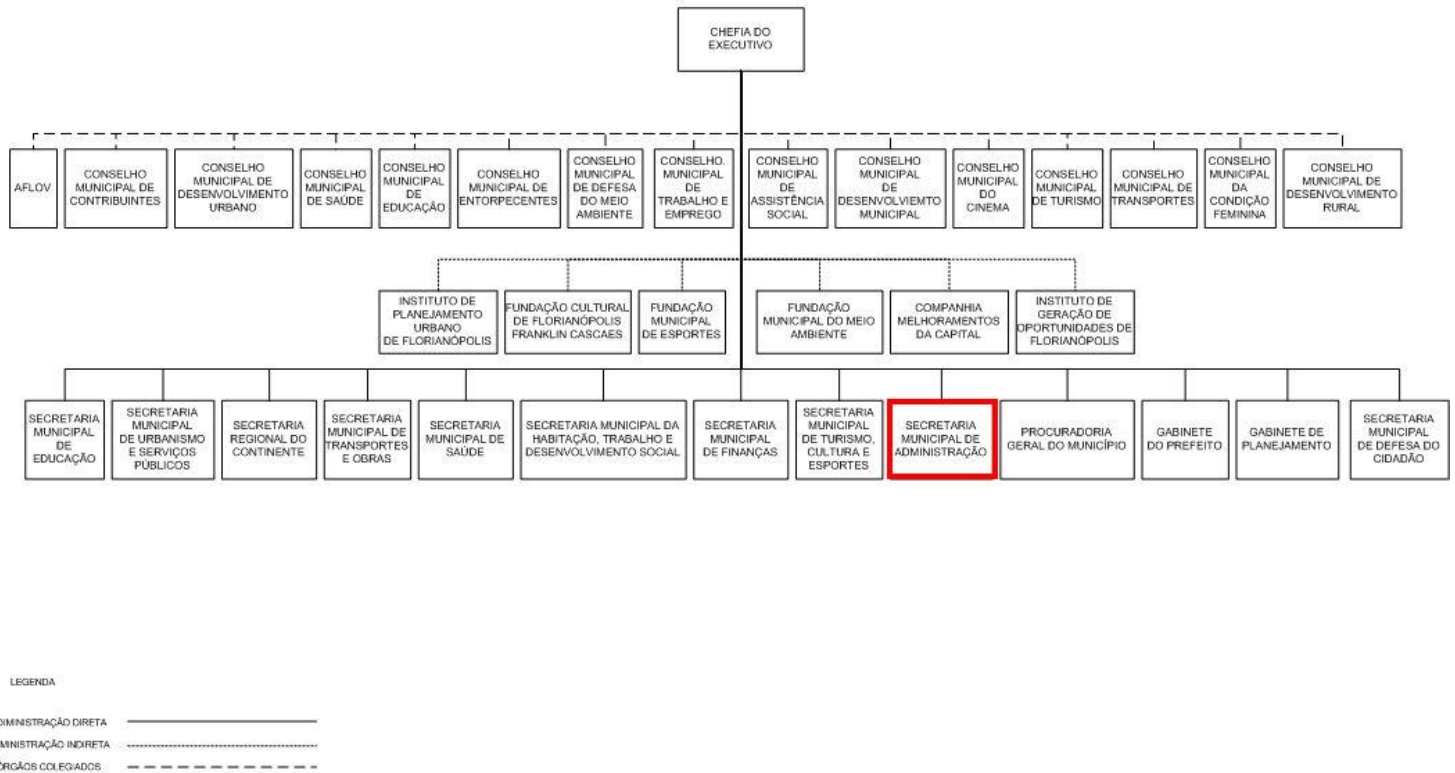 CHEFIA DO
EXECUTIVO
AFLOV
CONSELHO
MUNICIPAL DE
CONTRIBUINTES
CONSELHO
MUNICIPAL DE
DESENVOLVIMENTO
URBANO
CONSELHO
MUNICIPAL
DE SAÚDE
CONSELHO
MUNICIPAL
DE
EDUCAÇÃO
CONSELHO
MUNICIPAL DE
ENTORPECENTES
CONSELHO
MUNICIPAL
DE DEFESA
DO MEIO
AMBIENTE
CONSELHO.
MUNICIPAL
DE
TRABALHO E
EMPREGO
CONSELHO
MUNICIPAL
DE
ASSISTÊNCIA
SOCIAL
CONSELHO
MUNICIPAL
DE
DESENVOLVIEMTO
MUNICIPAL
CONSELHO
MUNICIPAL
DO
CINEMA
CONSELHO
MUNICIPAL
DE TURISMO
CONSELHO
MUNICIPAL DE
TRANSPORTES
CONSELHO
MUNICIPAL
DA
CONDIÇÃO
FEMININA
CONSELHO
MUNICIPAL DE
DESENVOLVIMENTO
RURAL
INSTITUTO DE
PLANEJAMENTO
URBANO
DE FLORIANÓPOLIS
FUNDAÇÃO CULTURAL
DE FLORIANÓPOLIS
FRANKLIN CASCAES
FUNDAÇÃO
MUNICIPAL
DE ESPORTES
FUNDAÇÃO
MUNICIPAL DO MEIO
AMBIENTE
COMPANHIA
MELHORAMENTOS
DA CAPITAL
INSTITUTO DE
GERAÇÃO DE
OPORTUNIDADES DE
FLORIANÓPOLIS
SECRETARIA
MUNICIPAL
DE
EDUCAÇÃO
SECRETARIA
MUNICIPAL
DE URBANISMO
E SERVIÇOS
PÚBLICOS
SECRETARIA
REGIONAL DO
CONTINENTE
SECRETARIA
MUNICIPAL DE
TRANSPORTES
E OBRAS
SECRETARIA
MUNICIPAL DE
SAÚDE
SECRETARIA MUNICIPAL DA
HABITAÇÃO, TRABALHO E
DESENVOLVIMENTO SOCIAL
SECRETARIA
MUNICIPAL
DE FINANÇAS
SECRETARIA
MUNICIPAL
DE TURISMO,
CULTURA E
ESPORTES
SECRETARIA
MUNICIPAL DE
ADMINISTRAÇÃO
PROCURADORIA
GERAL DO MUNICÍPIO
GABINETE
DO PREFEITO
GABINETE DE
PLANEJAMENTO
SECRETARIA
MUNICIPAL
DE DEFESA DO
CIDADÃO
LEGENDA
DIMINISTRAÇÃO DIRETA
MINISTRAÇÃO INDIRETA
ÓRGÃOS COLEGIADOS